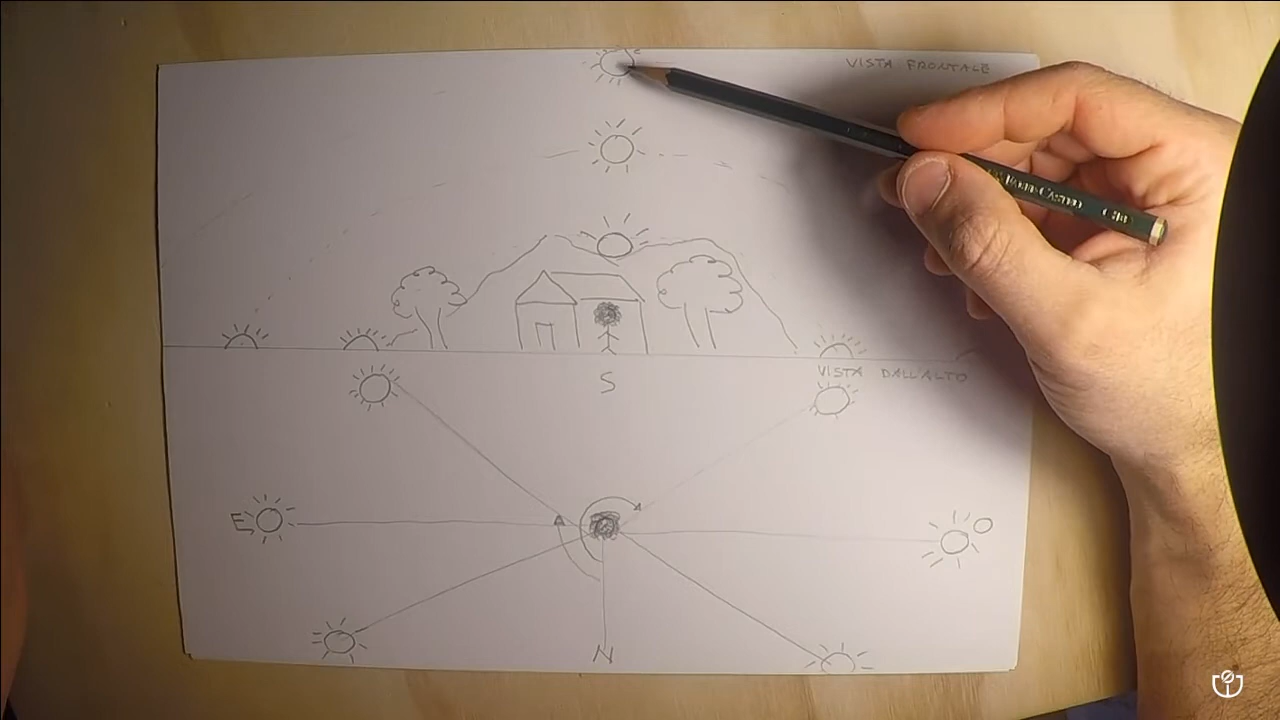 VISTA FRONTALE
FABER-CASTELL
S
VISTA DALL'ALTO
E
O
N